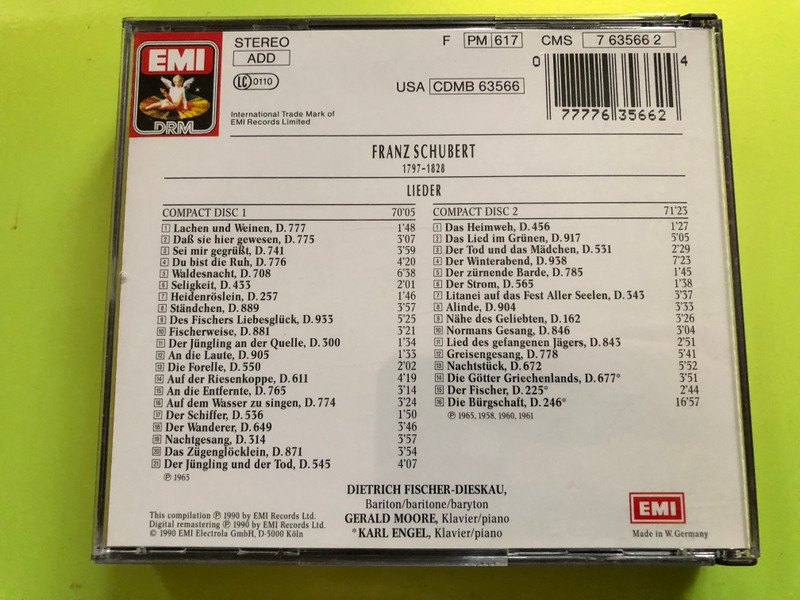 EMI
DRM
STEREO
ADD
LC 0110
International Trade Mark of
EMI Records Limited
F PM 617 CMS 7 63566 2
USA CDMB 63566
0 77776 35662 4
FRANZ SCHUBERT
1797-1828
LIEDER
COMPACT DISC 1 70'05
1 Lachen und Weinen, D.777 1'48
2 Daß sie hier gewesen, D.775 3'07
3 Sei mir gegrüßt, D.741 3'59
4 Du bist die Ruh, D.776 4'20
5 Waldesnacht, D.708 6'38
6 Seligkeit, D.433 2'01
7 Heidenröslein, D.257 1'46
8 Ständchen, D.889 3'57
9 Des Fischers Liebesglück, D.933 5'25
10 Fischerweise, D.881 3'21
11 Der Jüngling an der Quelle, D.300 1'34
12 An die Laute, D.905 1'33
13 Die Forelle, D.550 2'02
14 Auf der Riesenkoppe, D.611 4'19
15 An die Entfernte, D.765 3'14
16 Auf dem Wasser zu singen, D.774 3'24
17 Der Schiffer, D.536 1'50
18 Der Wanderer, D.649 3'46
19 Nachtgesang, D.314 3'57
20 Das Zügenglöcklein, D.871 3'54
21 Der Jüngling und der Tod, D.545 4'07
℗ 1965
COMPACT DISC 2 71'23
1 Das Heimweh, D.456 1'27
2 Das Lied im Grünen, D.917 5'05
3 Der Tod und das Mädchen, D.531 2'29
4 Der Winterabend, D.938 7'23
5 Der zürnende Barde, D.785 1'45
6 Der Strom, D.565 1'38
7 Litanei auf das Fest Aller Seelen, D.343 3'37
8 Alinde, D.904 3'33
9 Nähe des Geliebten, D.162 3'26
10 Normans Gesang, D.846 3'04
11 Lied des gefangenen Jägers, D.843 2'51
12 Greisengesang, D.778 5'41
13 Nachtstück, D.672 5'52
14 Die Götter Griechenlands, D.677* 3'51
15 Der Fischer, D.225* 2'44
16 Die Bürgschaft, D.246* 16'57
℗ 1965, 1958, 1960, 1961
DIETRICH FISCHER-DIESKAU,
Bariton/baritone/baryton
GERALD MOORE, Klavier/piano
*KARL ENGEL, Klavier/piano
This compilation ℗ 1990 by EMI Records Ltd.
Digital remastering ℗ 1990 by EMI Records Ltd.
© 1990 EMI Electrola GmbH, D-5000 Köln
EMI
Made in W. Germany